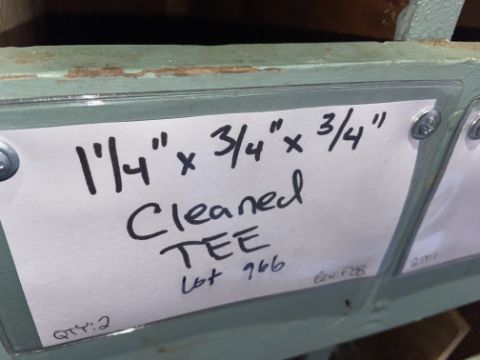 1 1/4" x 3/4" x 3/4"
Cleaned
TEE
Lot 966
QTY: 2